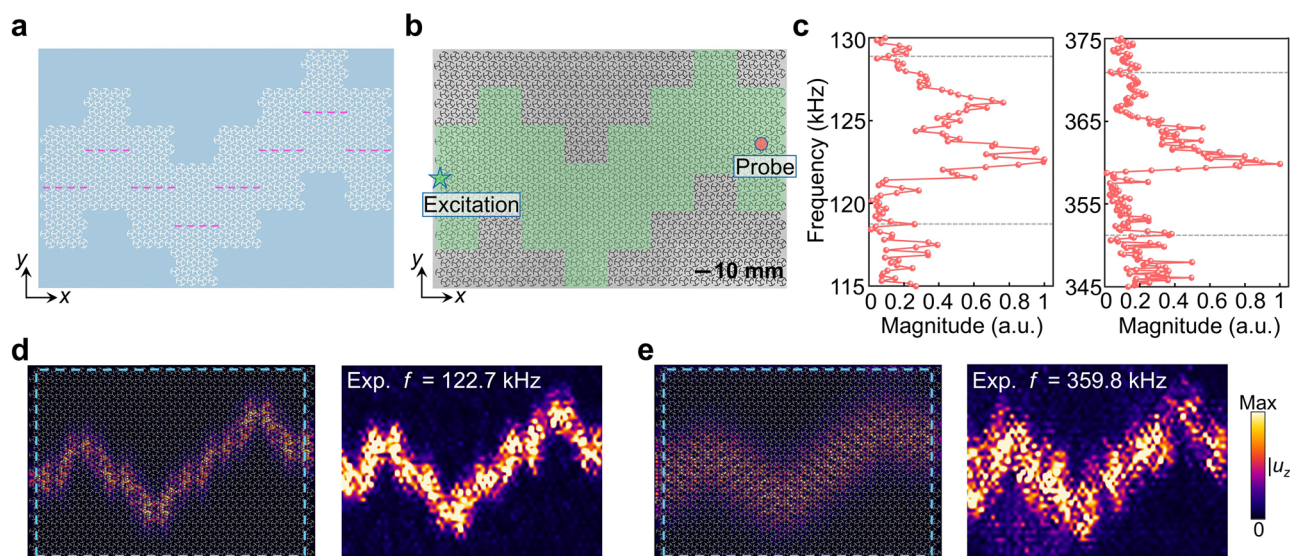 a
b
c
y
x
Excitation
Probe
10 mm
y
x
130
125
120
115
Frequency (kHz)
0 0.2 0.4 0.6 0.8 1
Magnitude (a.u.)
375
365
355
345
0 0.2 0.4 0.6 0.8 1
Magnitude (a.u.)
d
Exp. f = 122.7 kHz
e
Exp. f = 359.8 kHz
Max
|u_z
0